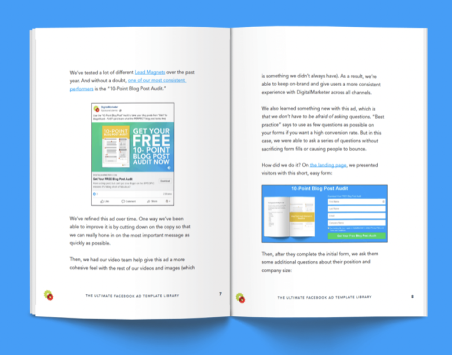 We've tested a lot of different Lead Magnets over the past
year. And without a doubt, one of our most consistent
performers is the "10-Point Blog Post Audit."
GET YOUR
FREE
10- POINT
BLOG POST
AUDIT NOW
We've refined this ad over time. One way we've been
able to improve it is by cutting down on the copy so that
we can really home in on the most important message as
quickly as possible.
Then, we had our video team help give this ad a more
cohesive feel with the rest of our videos and images (which
THE ULTIMATE FACEBOOK AD TEMPLATE LIBRARY
7
is something we didn't always have). As a result, we're
able to keep on-brand and give users a more consistent
experience with DigitalMarketer across all channels.
We also learned something new with this ad, which is
that we don't have to be afraid of asking questions. "Best
practice" says to use as few questions as possible on
your forms if you want a high conversion rate. But in this
case, we were able to ask a series of questions without
sacrificing form fills or causing people to bounce.
How did we do it? On the landing page, we presented
visitors with this short, easy form:
10-Point Blog Post Audit
Then, after they complete the initial form, we ask them
some additional questions about their position and
company size:
THE ULTIMATE FACEBOOK AD TEMPLATE LIBRARY
8